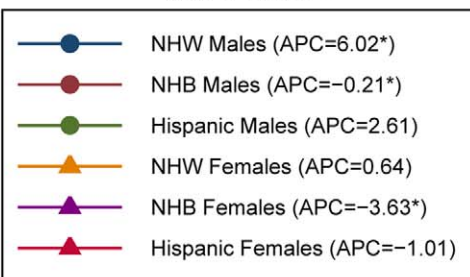 NHW Males (APC=6.02*)
NHB Males (APC=−0.21*)
Hispanic Males (APC=2.61)
NHW Females (APC=0.64)
NHB Females (APC=−3.63*)
Hispanic Females (APC=−1.01)